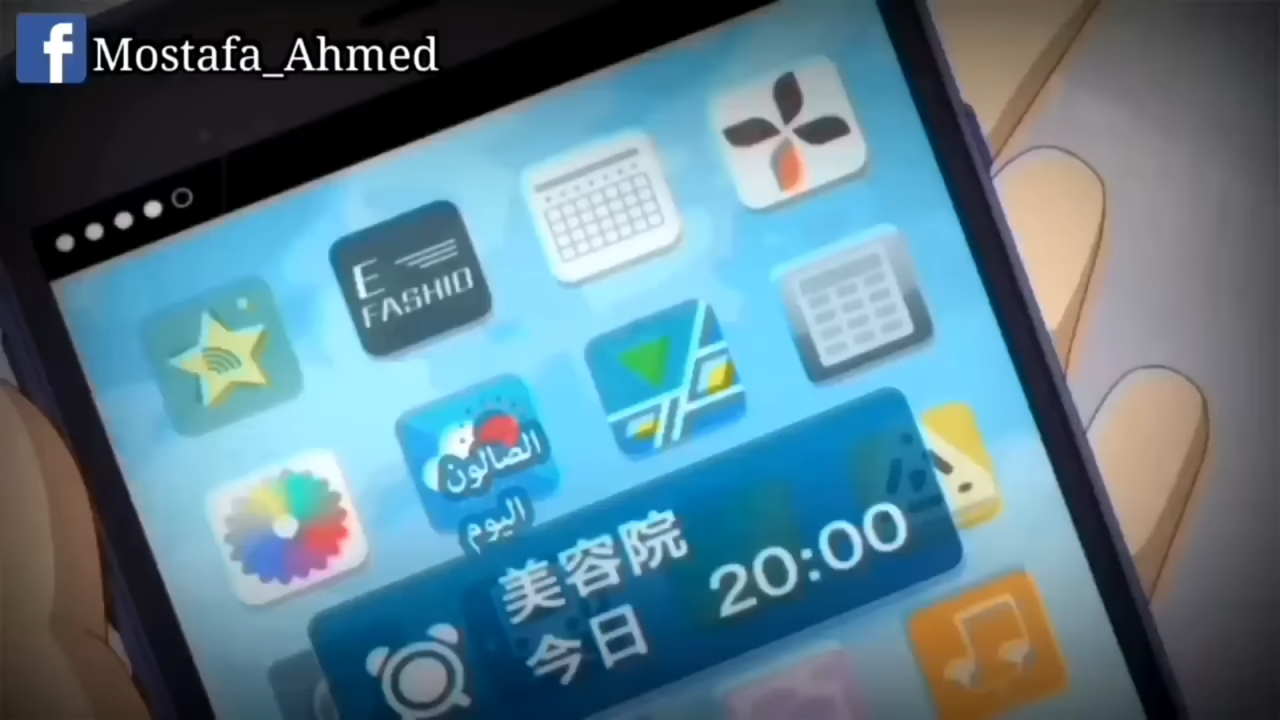 Mostafa_Ahmed
E
FASHIO
الصالون
اليوم
美容院
今日
20:00